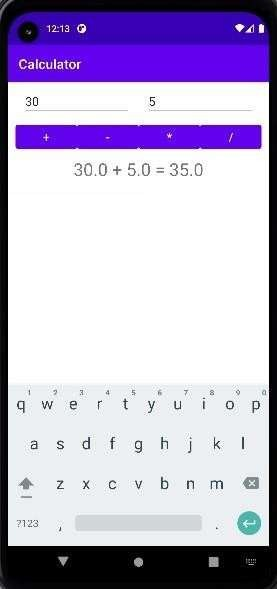 12:13
Calculator
30 5
+ - * /
30.0 + 5.0 = 35.0
1 2 3 4 5 6 7 8 9 0
q w e r t y u i o p
a s d f g h j k l
z x c v b n m
?123 , .